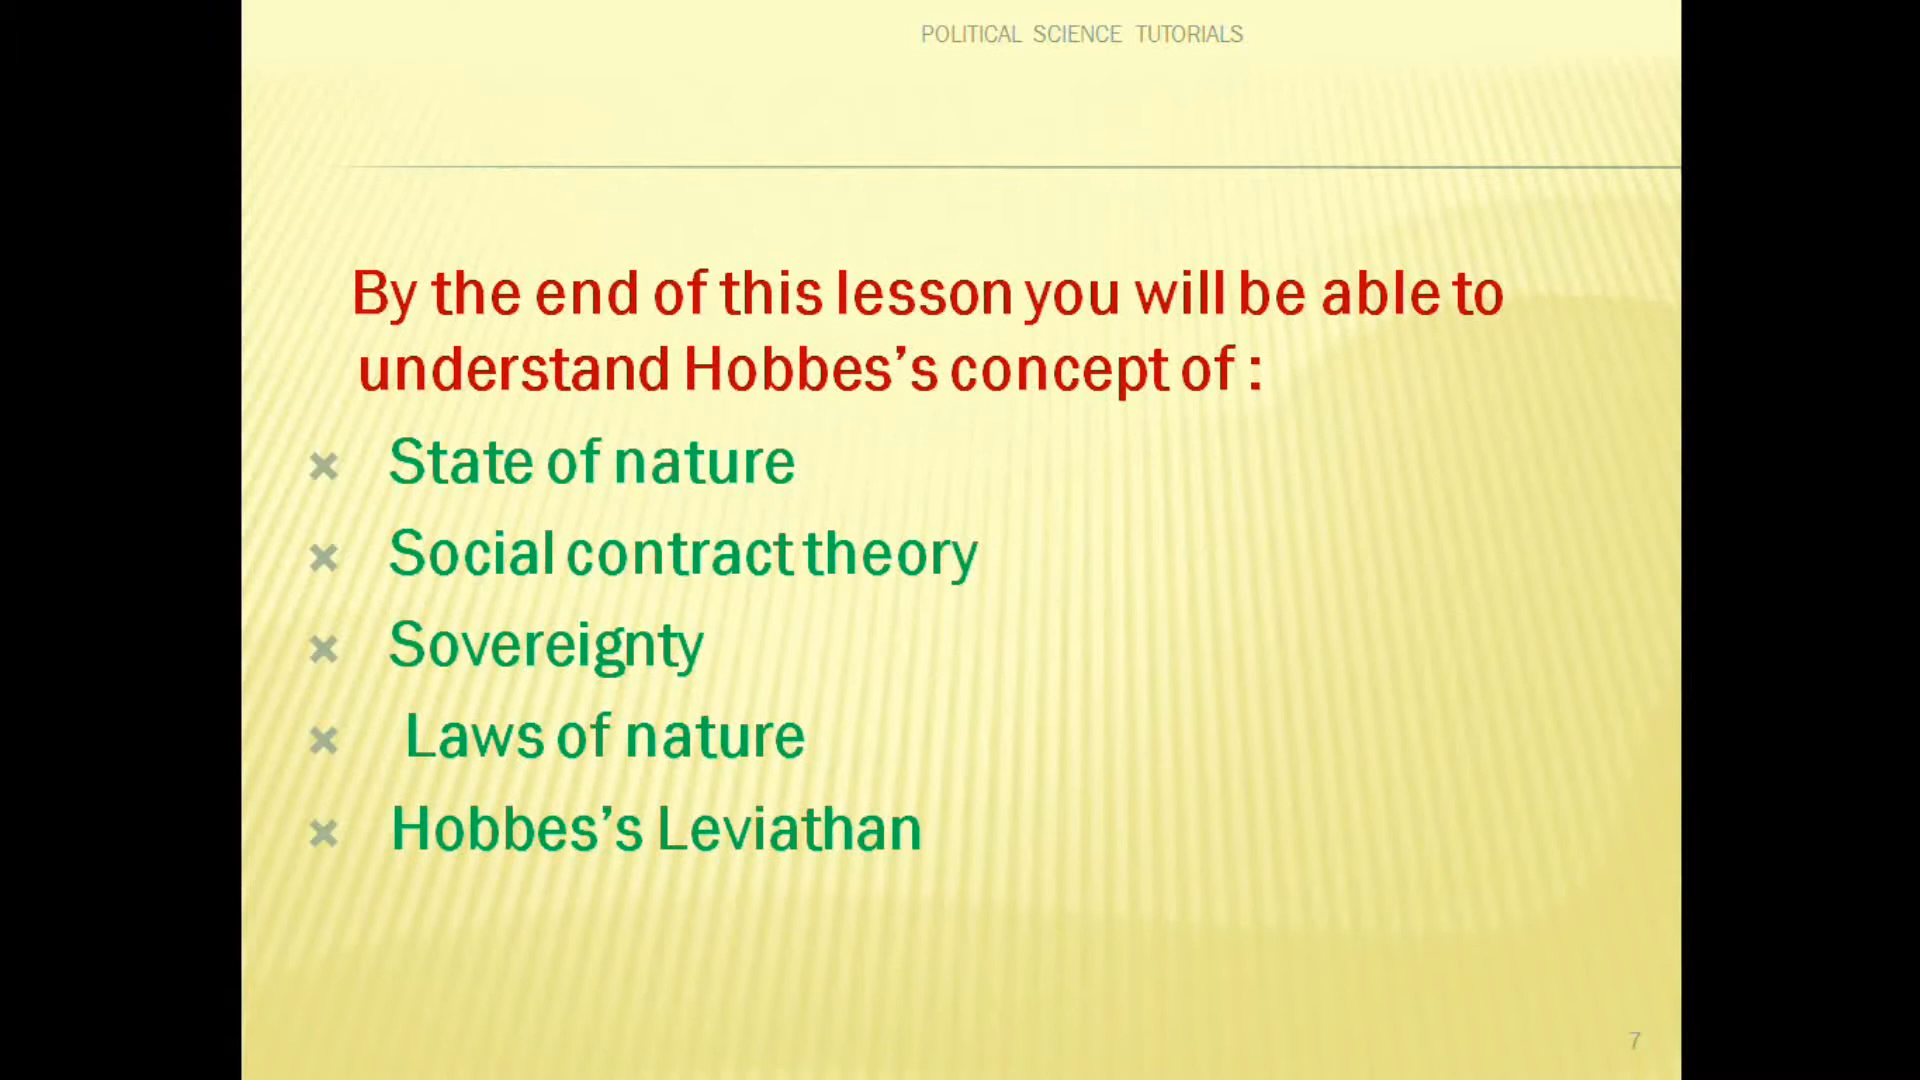 POLITICAL SCIENCE TUTORIALS
By the end of this lesson you will be able to
understand Hobbes’s concept of :
State of nature
Social contract theory
Sovereignty
Laws of nature
Hobbes’s Leviathan
7